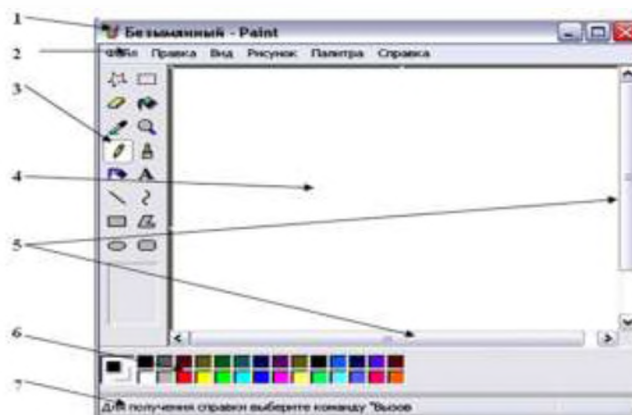 1
Безымянный - Paint
2
Файл Правка Вид Рисунок Палитра Справка
3
A
4
5
6
7
Для получения справки выберите команду "Вызов